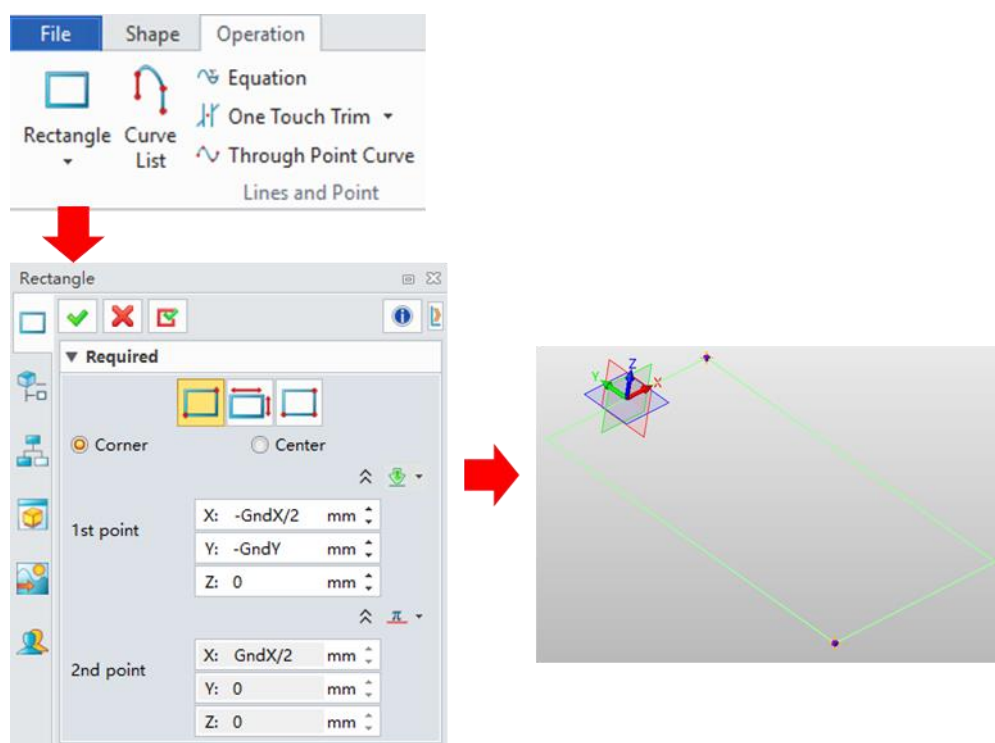 File Shape Operation
Rectangle
Curve List
Equation
One Touch Trim
Through Point Curve
Lines and Point
Rectangle
Required
Corner Center
1st point
X: -GndX/2 mm
Y: -GndY mm
Z: 0 mm
π
2nd point
X: GndX/2 mm
Y: 0 mm
Z: 0 mm
Z
Y
X